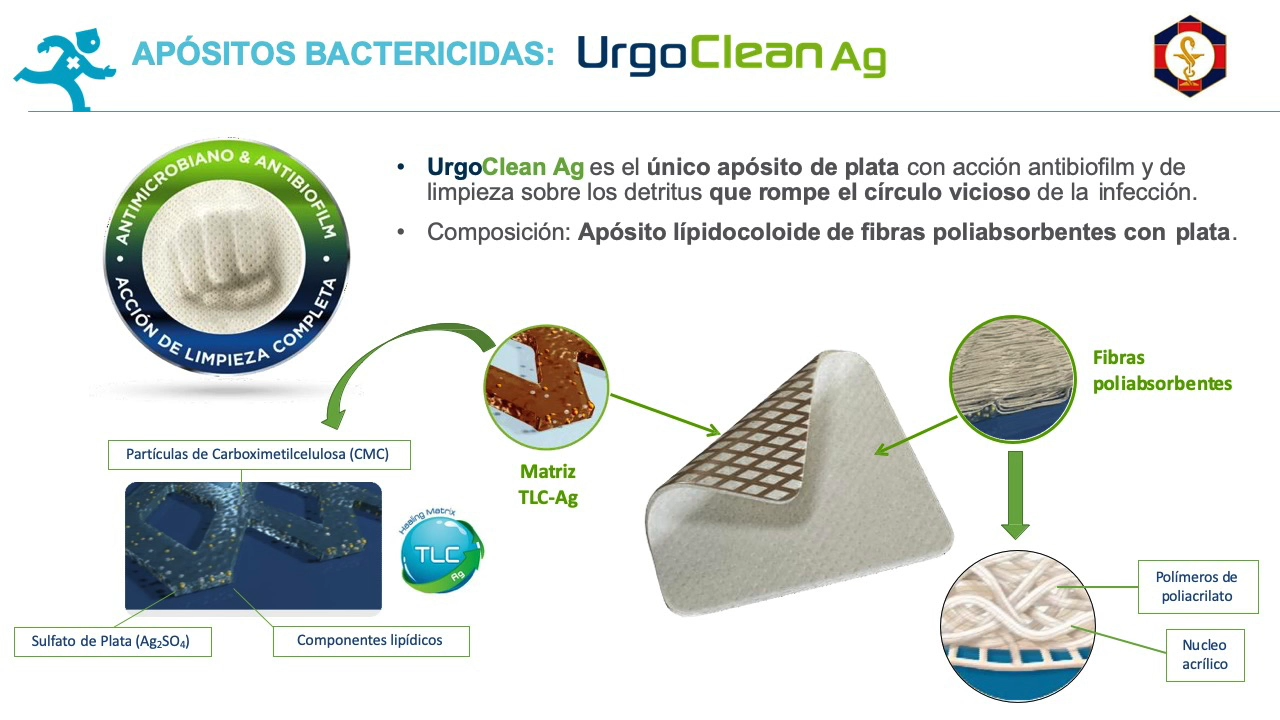 APÓSITOS BACTERICIDAS: UrgoClean Ag
ANTIMICROBIANO & ANTIBIOFILM
• ACCIÓN DE LIMPIEZA COMPLETA •
• UrgoClean Ag es el único apósito de plata con acción antibiofilm y de
limpieza sobre los detritus que rompe el círculo vicioso de la infección.
• Composición: Apósito lípidocoloide de fibras poliabsorbentes con plata.
Fibras
poliabsorbentes
Matriz
TLC-Ag
Partículas de Carboximetilcelulosa (CMC)
Healing Matrix
TLC
Ag
Sulfato de Plata (Ag₂SO₄)
Componentes lipídicos
Polímeros de
poliacrilato
Nucleo
acrílico